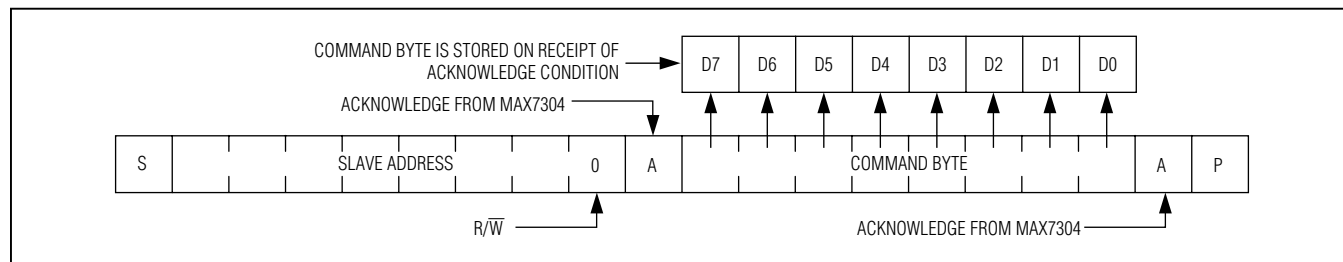 COMMAND BYTE IS STORED ON RECEIPT OF
ACKNOWLEDGE CONDITION
D7 D6 D5 D4 D3 D2 D1 D0
ACKNOWLEDGE FROM MAX7304
S SLAVE ADDRESS 0 A COMMAND BYTE A P
R/W̅ ACKNOWLEDGE FROM MAX7304